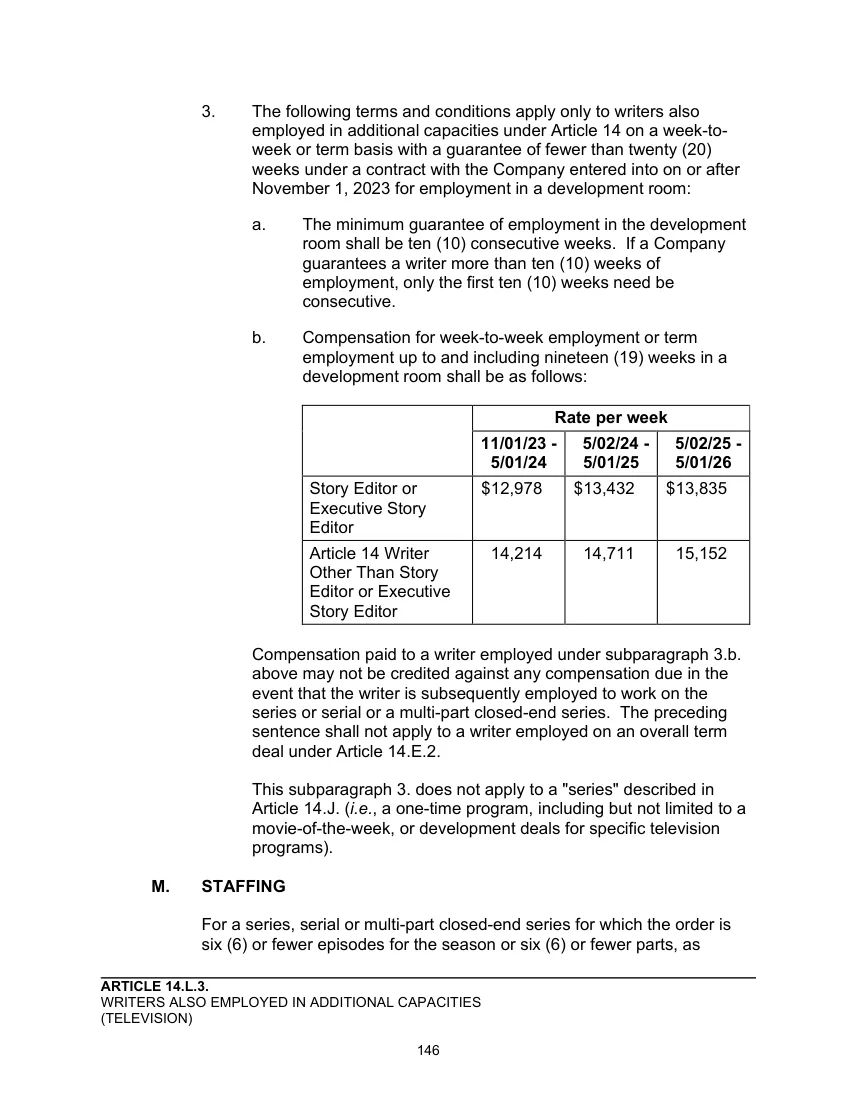 3. The following terms and conditions apply only to writers also
employed in additional capacities under Article 14 on a week-to-
week or term basis with a guarantee of fewer than twenty (20)
weeks under a contract with the Company entered into on or after
November 1, 2023 for employment in a development room:
a. The minimum guarantee of employment in the development
room shall be ten (10) consecutive weeks. If a Company
guarantees a writer more than ten (10) weeks of
employment, only the first ten (10) weeks need be
consecutive.
b. Compensation for week-to-week employment or term
employment up to and including nineteen (19) weeks in a
development room shall be as follows:
Rate per week
11/01/23 - 5/02/24 - 5/02/25 -
5/01/24 5/01/25 5/01/26
Story Editor or $12,978 $13,432 $13,835
Executive Story
Editor
Article 14 Writer 14,214 14,711 15,152
Other Than Story
Editor or Executive
Story Editor
Compensation paid to a writer employed under subparagraph 3.b.
above may not be credited against any compensation due in the
event that the writer is subsequently employed to work on the
series or serial or a multi-part closed-end series. The preceding
sentence shall not apply to a writer employed on an overall term
deal under Article 14.E.2.
This subparagraph 3. does not apply to a "series" described in
Article 14.J. (i.e., a one-time program, including but not limited to a
movie-of-the-week, or development deals for specific television
programs).
M. STAFFING
For a series, serial or multi-part closed-end series for which the order is
six (6) or fewer episodes for the season or six (6) or fewer parts, as
ARTICLE 14.L.3.
WRITERS ALSO EMPLOYED IN ADDITIONAL CAPACITIES
(TELEVISION)
146